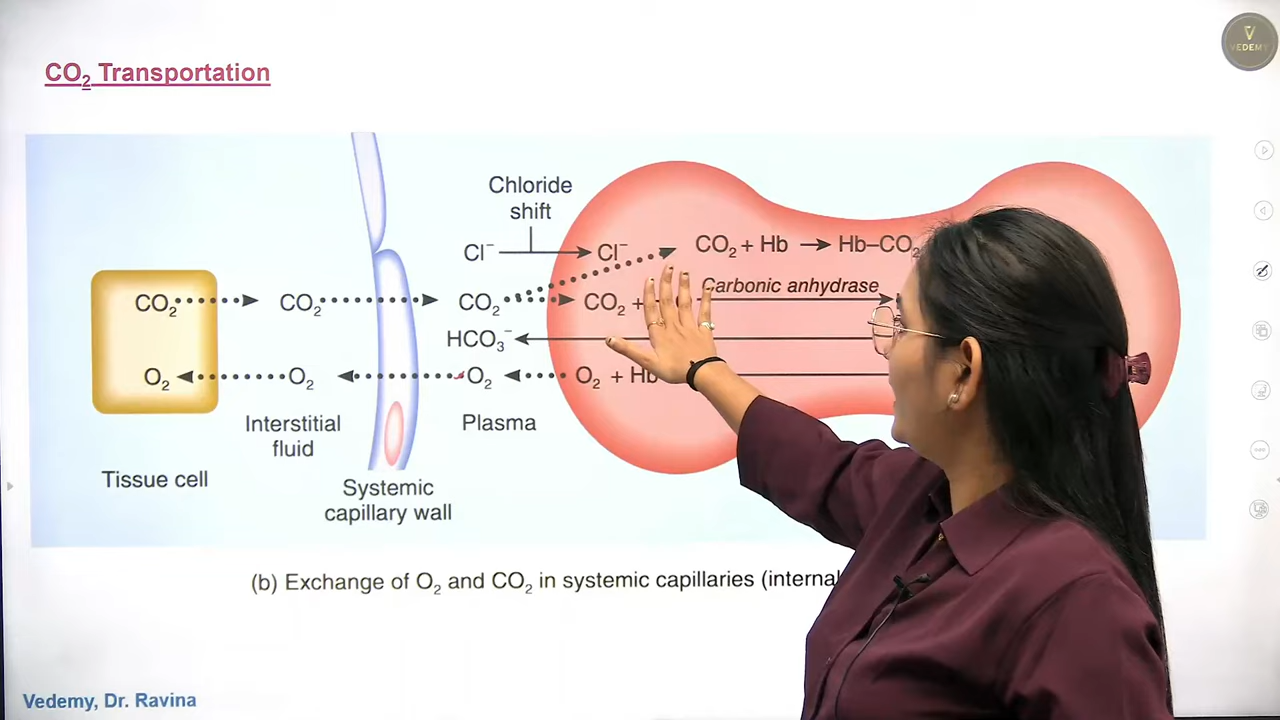 VEDEMY
CO₂ Transportation
Chloride
shift
Cl⁻ Cl⁻
CO₂ + Hb → Hb–CO₂
Carbonic anhydrase
CO₂ CO₂ CO₂ CO₂ +
HCO₃⁻
O₂ O₂ O₂ O₂ + Hb
Interstitial
fluid
Plasma
Tissue cell
Systemic
capillary wall
(b) Exchange of O₂ and CO₂ in systemic capillaries (internal
Vedemy, Dr. Ravina